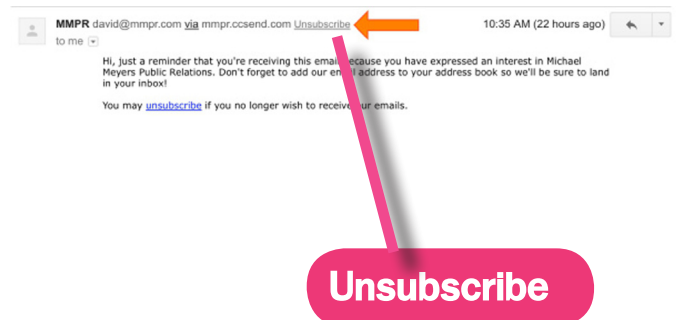 MMPR david@mmpr.com via mmpr.ccsend.com Unsubscribe 10:35 AM (22 hours ago)
to me
Hi, just a reminder that you're receiving this email because you have expressed an interest in Michael
Meyers Public Relations. Don't forget to add our email address to your address book so we'll be sure to land
in your inbox!
You may unsubscribe if you no longer wish to receive our emails.
Unsubscribe